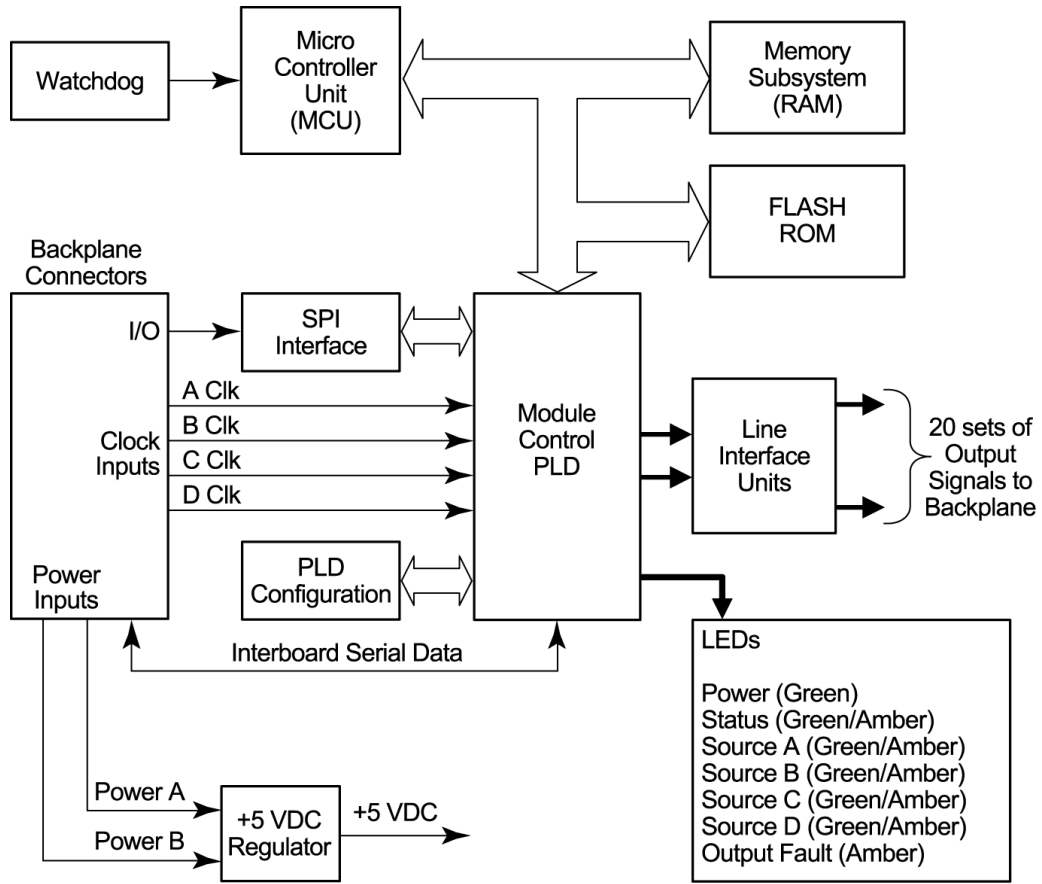 Watchdog
Micro
Controller
Unit
(MCU)
Memory
Subsystem
(RAM)
FLASH
ROM
Backplane
Connectors
I/O
SPI
Interface
A Clk
B Clk
C Clk
D Clk
Clock
Inputs
Module
Control
PLD
Line
Interface
Units
20 sets of
Output
Signals to
Backplane
Power
Inputs
PLD
Configuration
Interboard Serial Data
LEDs
Power (Green)
Status (Green/Amber)
Source A (Green/Amber)
Source B (Green/Amber)
Source C (Green/Amber)
Source D (Green/Amber)
Output Fault (Amber)
Power A
Power B
+5 VDC
Regulator
+5 VDC